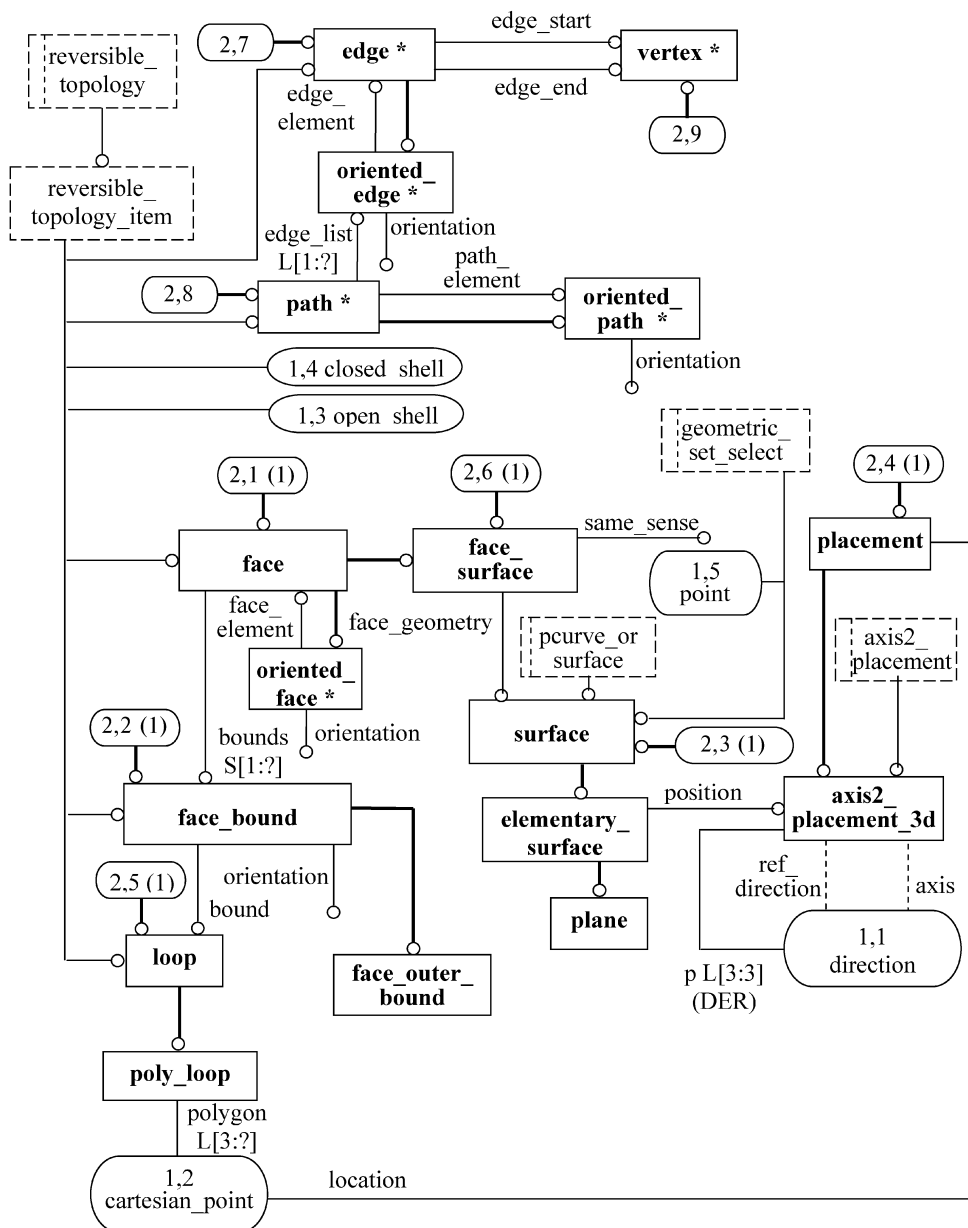 edge_start
2,7
edge *
vertex *
edge_end
reversible_
topology
edge_
element
2,9
reversible_
topology_item
oriented_
edge *
edge_list
L[1:?]
orientation
path_
element
2,8
path *
oriented_
path *
orientation
1,4 closed_shell
1,3 open_shell
geometric_
set_select
2,1 (1)
2,6 (1)
2,4 (1)
same_sense
face
face_
surface
1,5
point
placement
face_
element
face_geometry
pcurve_or
surface
axis2_
placement
oriented_
face *
2,2 (1)
bounds
S[1:?]
orientation
surface
2,3 (1)
face_bound
elementary_
surface
position
axis2_
placement_3d
2,5 (1)
orientation
bound
ref_
direction
axis
plane
loop
face_outer_
bound
p L[3:3]
(DER)
1,1
direction
poly_loop
polygon
L[3:?]
1,2
cartesian_point
location